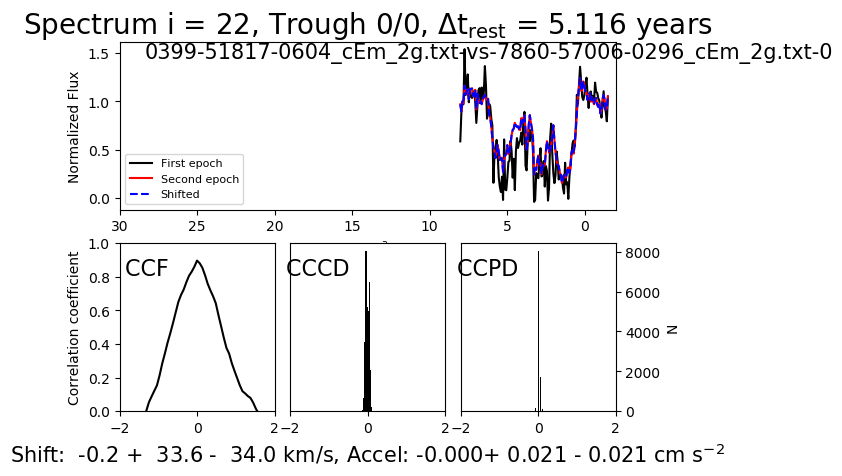 Spectrum i = 22, Trough 0/0, Δt_rest = 5.116 years
0399-51817-0604_cEm_2g.txt-vs-7860-57006-0296_cEm_2g.txt-0
Normalized Flux
1.5
1.0
0.5
0.0
First epoch
Second epoch
Shifted
30 25 20 15 10 5 0
Correlation coefficient
1.0
0.8
0.6
0.4
0.2
0.0
CCF
CCCD
CCPD
8000
6000
4000
2000
0
N
−2 0 2
−2 0 2
−2 0 2
Shift: -0.2 + 33.6 - 34.0 km/s, Accel: -0.000+ 0.021 - 0.021 cm s⁻²